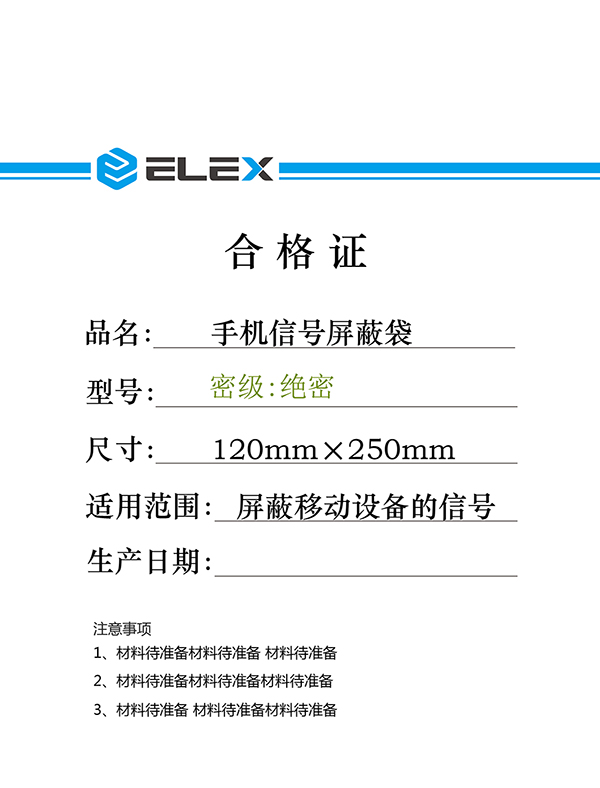 ELEX
合格证
品名：手机信号屏蔽袋
型号：密级：绝密
尺寸：120mm×250mm
适用范围：屏蔽移动设备的信号
生产日期：
注意事项
1、材料待准备材料待准备 材料待准备
2、材料待准备材料待准备材料待准备
3、材料待准备 材料待准备材料待准备